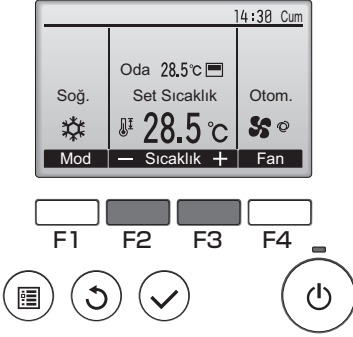 14:30 Cum
Oda 28.5℃
Soğ. Set Sıcaklık Otom.
28.5℃
Mod — Sıcaklık + Fan
F1 F2 F3 F4